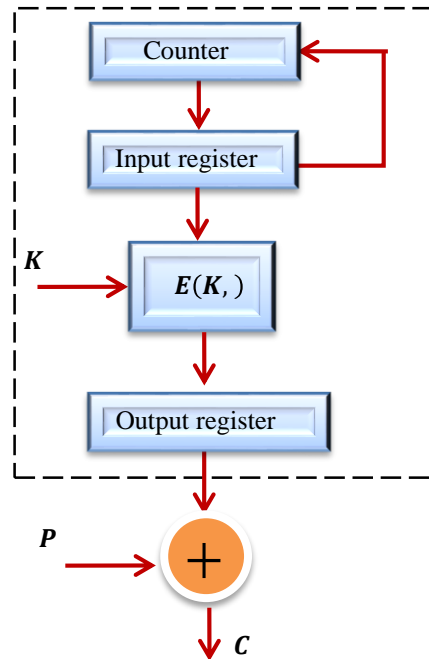 Counter
Input register
K
E(K, )
Output register
P
+
C